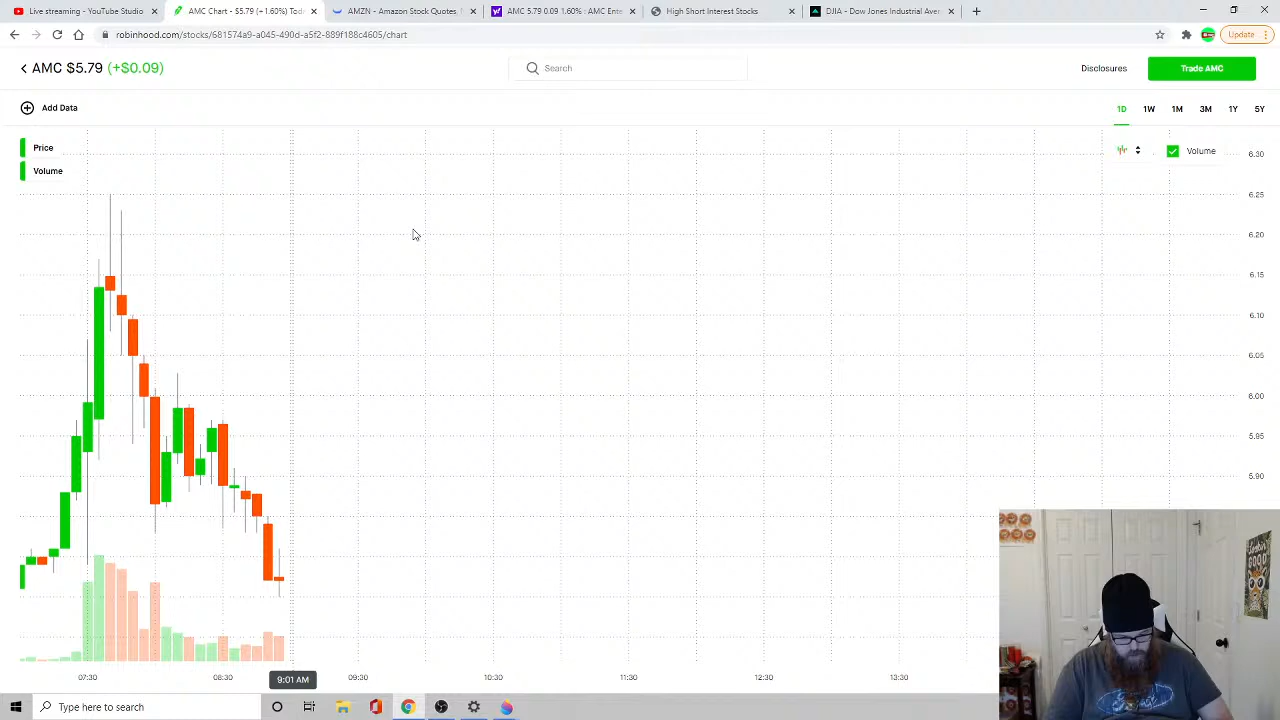 Live streaming - YouTube Studio
AMC Chart - $5.79 (+1.60%) Tod
AMZN - Amazon Stock Quotes
AMC 5.79 0.09 1.60% : AMC Ente
High Short Interest Stocks
DJIA - Dow Jones Industrial Aver
robinhood.com/stocks/681574a9-a045-490d-a5f2-889f188c4605/chart
Update
AMC $5.79 (+$0.09)
Search
Disclosures
Trade AMC
Add Data
1D 1W 1M 3M 1Y 5Y
Price
Volume
Volume
6.30
6.25
6.20
6.15
6.10
6.05
6.00
5.95
5.90
07:30
08:30
9:01 AM
09:30
10:30
11:30
12:30
13:30
Type here to search